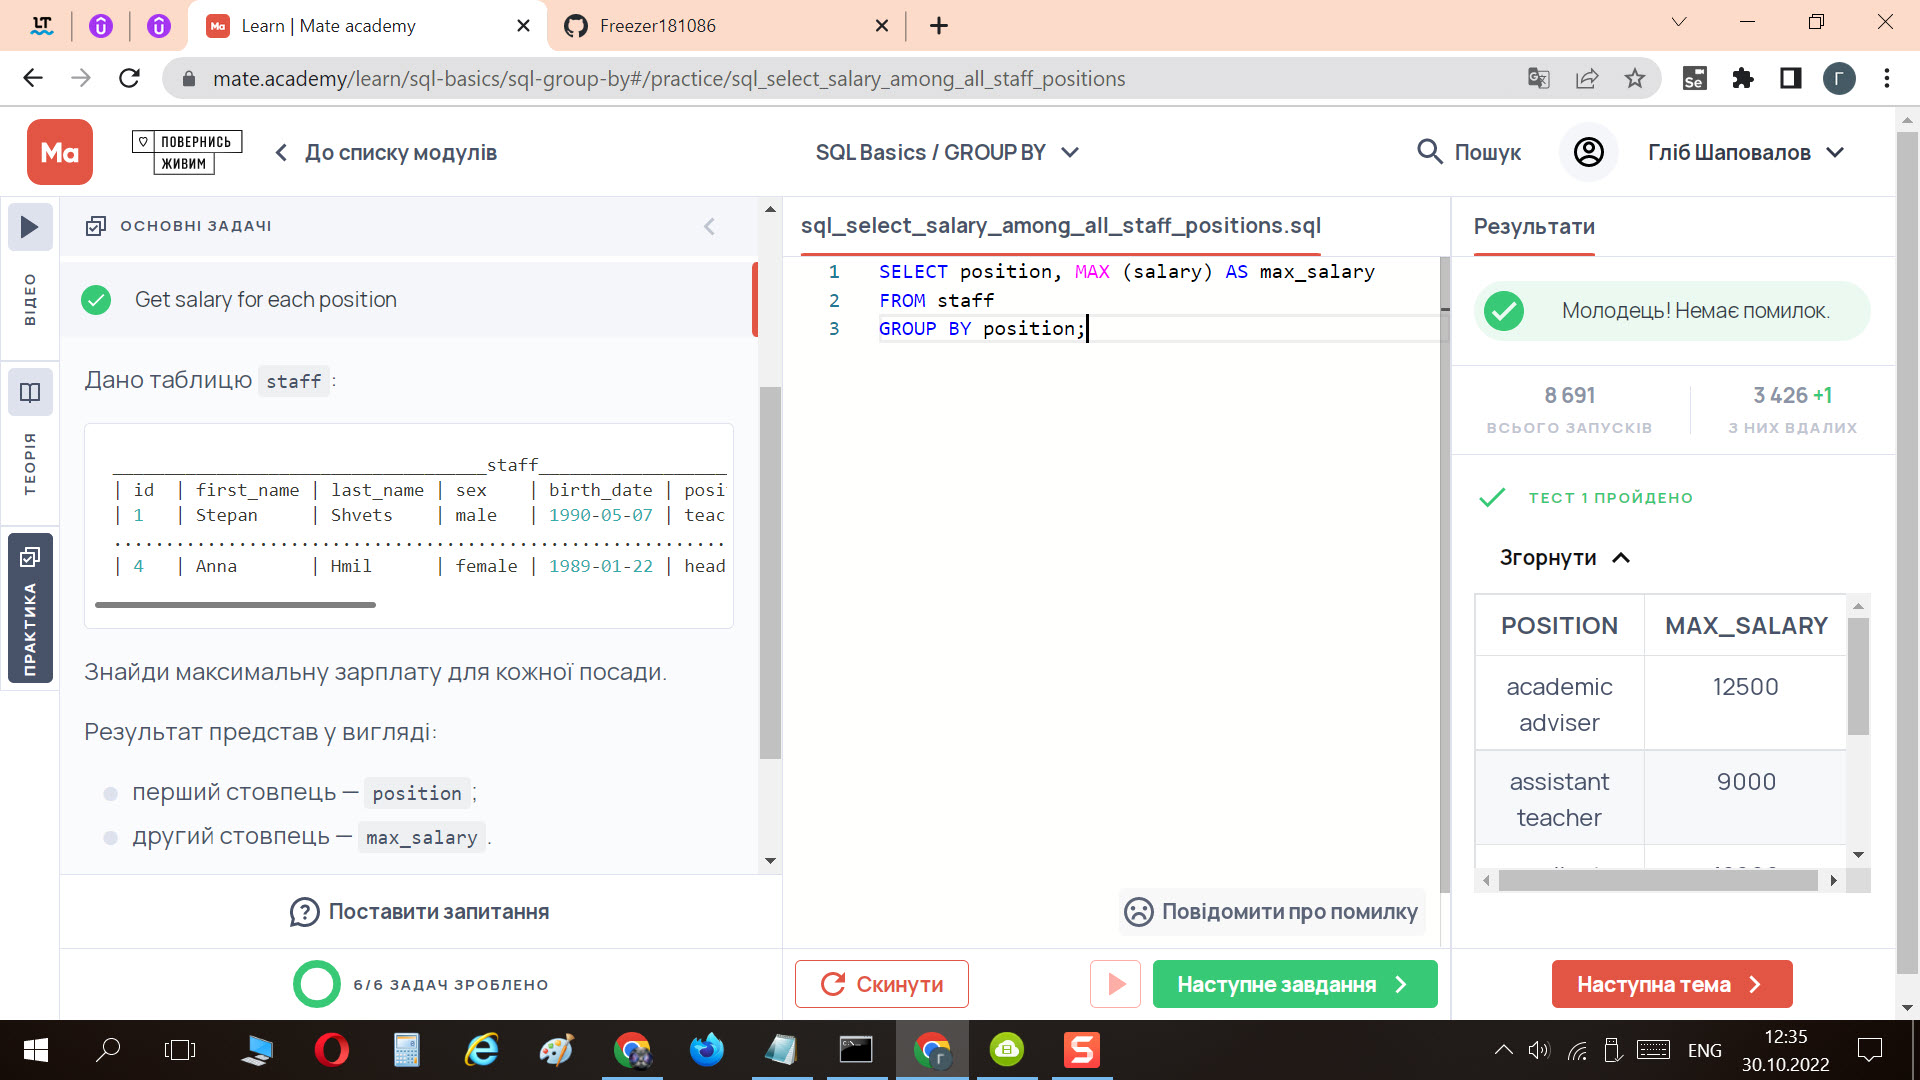 Learn | Mate academy
Freezer181086
mate.academy/learn/sql-basics/sql-group-by#/practice/sql_select_salary_among_all_staff_positions
Se
Г
Ma
ПОВЕРНИСЬ
ЖИВИМ
До списку модулів
SQL Basics / GROUP BY
Пошук
Гліб Шаповалов
ВІДЕО
ТЕОРІЯ
ПРАКТИКА
ОСНОВНІ ЗАДАЧІ
Get salary for each position
Дано таблицю staff :
____________________________________staff__________________
| id | first_name | last_name | sex | birth_date | posi
| 1 | Stepan | Shvets | male | 1990-05-07 | teac
...........................................................
| 4 | Anna | Hmil | female | 1989-01-22 | head
Знайди максимальну зарплату для кожної посади.
Результат представ у вигляді:
перший стовпець — position ;
другий стовпець — max_salary .
Поставити запитання
6/6 ЗАДАЧ ЗРОБЛЕНО
sql_select_salary_among_all_staff_positions.sql
1 SELECT position, MAX (salary) AS max_salary
2 FROM staff
3 GROUP BY position;
Повідомити про помилку
Скинути
Наступне завдання
Результати
Молодець! Немає помилок.
8 691
ВСЬОГО ЗАПУСКІВ
3 426 +1
З НИХ ВДАЛИХ
ТЕСТ 1 ПРОЙДЕНО
Згорнути
POSITION MAX_SALARY
academic adviser 12500
assistant teacher 9000
Наступна тема
ENG
12:35
30.10.2022